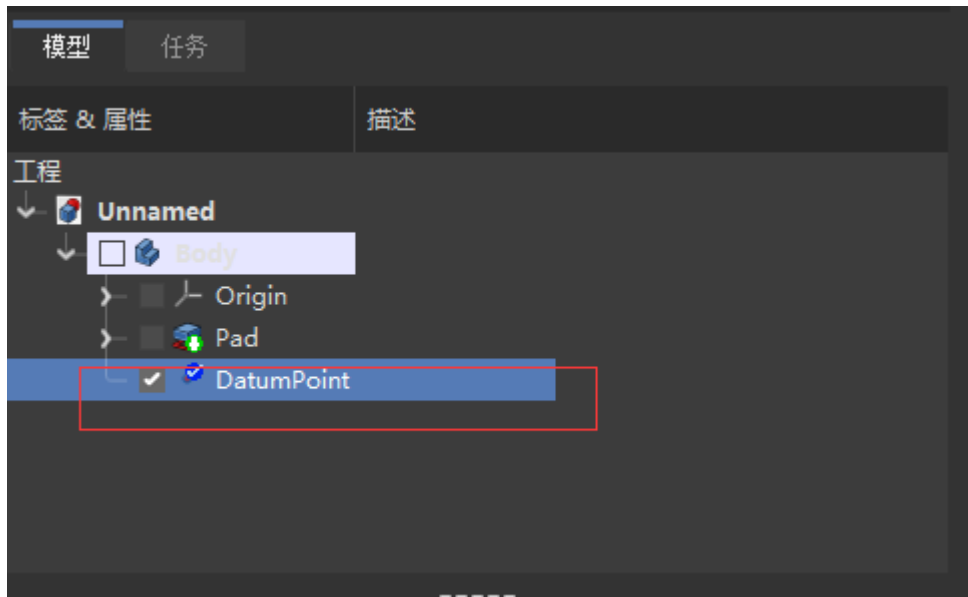 模型 任务
标签 & 属性 描述
工程
Unnamed
Body
Origin
Pad
DatumPoint